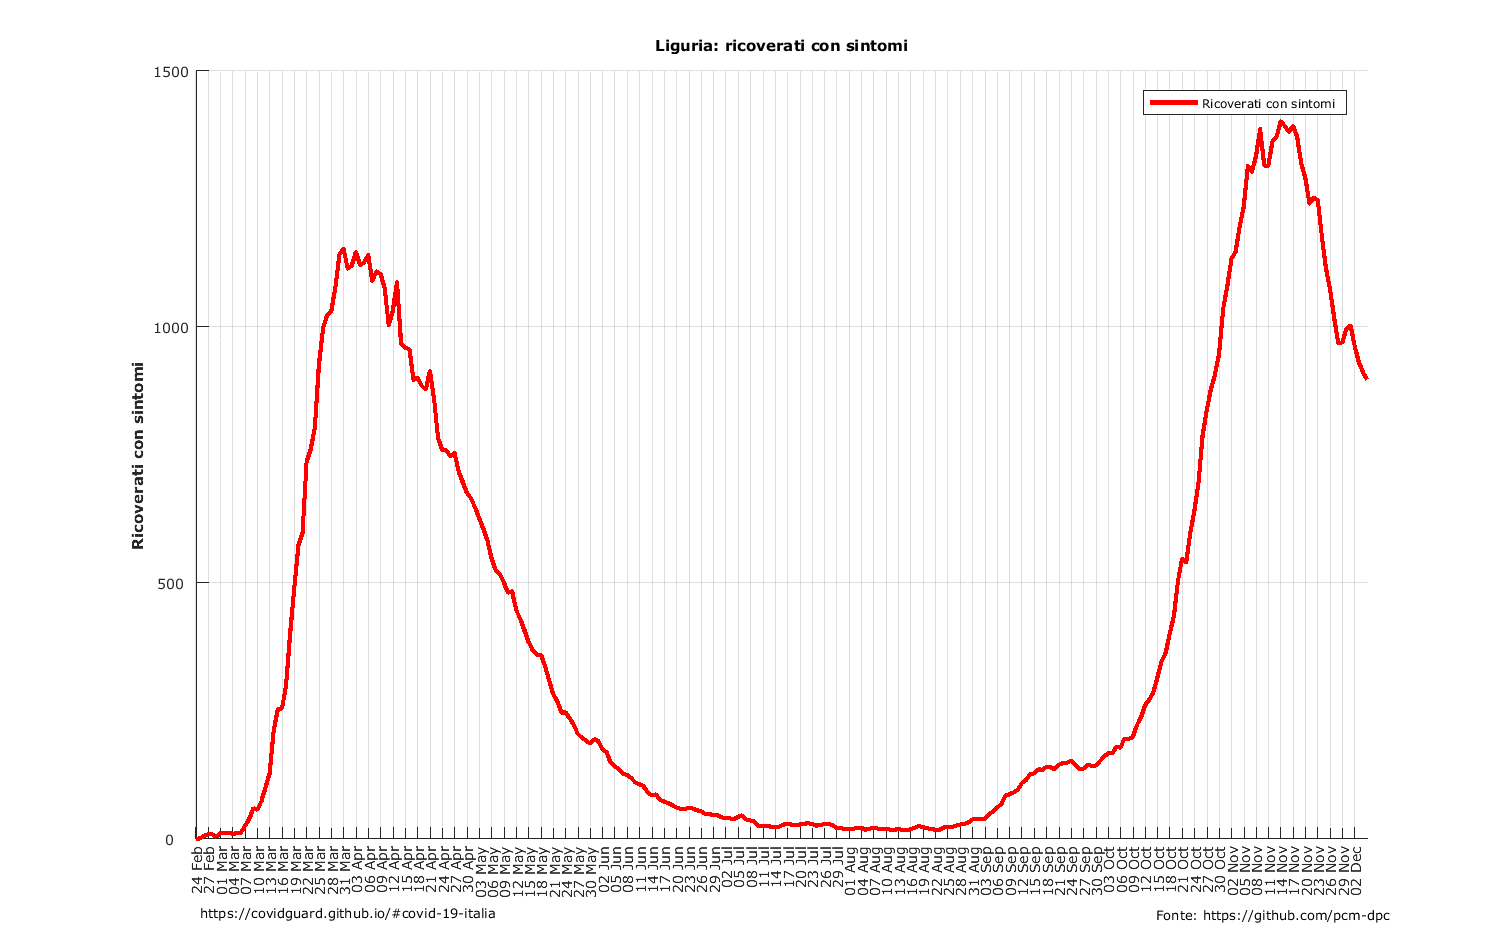 Liguria: ricoverati con sintomi
Ricoverati con sintomi
Ricoverati con sintomi
1500
1000
500
0
24 Feb
27 Feb
01 Mar
04 Mar
07 Mar
10 Mar
13 Mar
16 Mar
19 Mar
22 Mar
25 Mar
28 Mar
31 Mar
03 Apr
06 Apr
09 Apr
12 Apr
15 Apr
18 Apr
21 Apr
24 Apr
27 Apr
30 Apr
03 May
06 May
09 May
12 May
15 May
18 May
21 May
24 May
27 May
30 May
02 Jun
05 Jun
08 Jun
11 Jun
14 Jun
17 Jun
20 Jun
23 Jun
26 Jun
29 Jun
02 Jul
05 Jul
08 Jul
11 Jul
14 Jul
17 Jul
20 Jul
23 Jul
26 Jul
29 Jul
01 Aug
04 Aug
07 Aug
10 Aug
13 Aug
16 Aug
19 Aug
22 Aug
25 Aug
28 Aug
31 Aug
03 Sep
06 Sep
09 Sep
12 Sep
15 Sep
18 Sep
21 Sep
24 Sep
27 Sep
30 Sep
03 Oct
06 Oct
09 Oct
12 Oct
15 Oct
18 Oct
21 Oct
24 Oct
27 Oct
30 Oct
02 Nov
05 Nov
08 Nov
11 Nov
14 Nov
17 Nov
20 Nov
23 Nov
26 Nov
29 Nov
02 Dec
https://covidguard.github.io/#covid-19-italia
Fonte: https://github.com/pcm-dpc